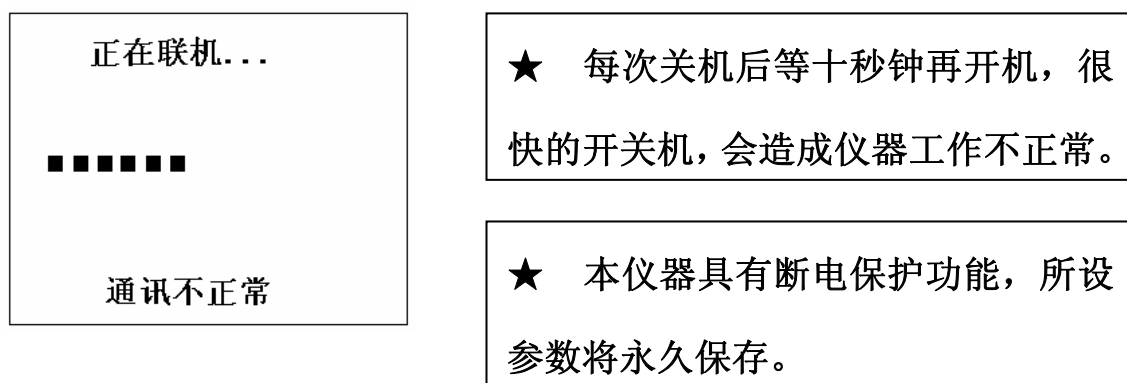 正在联机...
■■■■■■
通讯不正常
★ 每次关机后等十秒钟再开机，很
快的开关机，会造成仪器工作不正常。
★ 本仪器具有断电保护功能，所设
参数将永久保存。